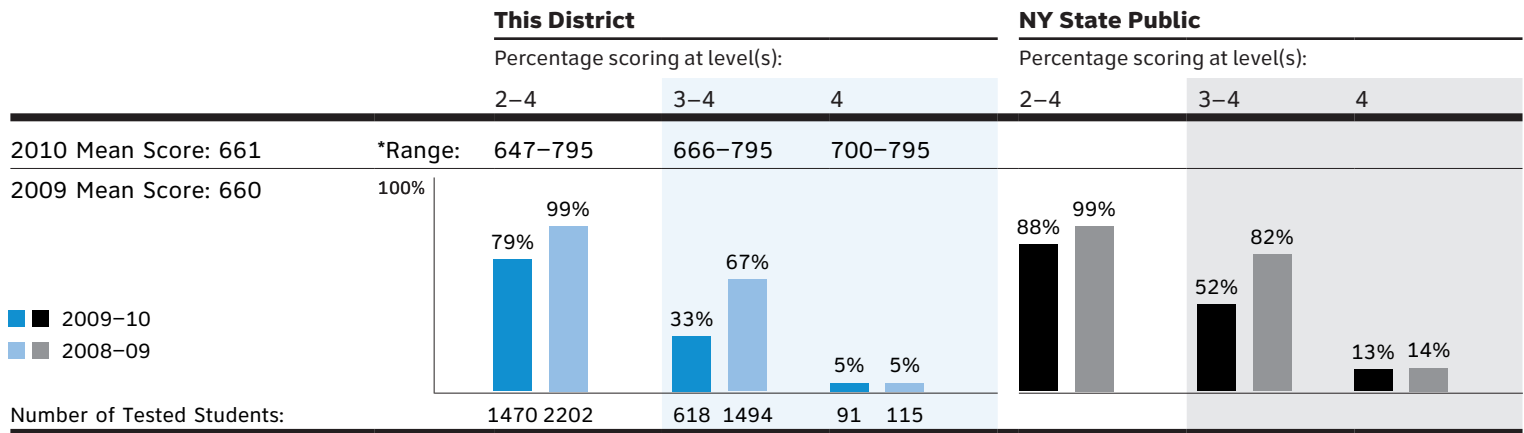 This District NY State Public
Percentage scoring at level(s): Percentage scoring at level(s):
2–4 3–4 4 2–4 3–4 4
2010 Mean Score: 661 *Range: 647–795 666–795 700–795
2009 Mean Score: 660 100%
79% 99% 33% 67% 5% 5% 88% 99% 52% 82% 13% 14%
2009–10
2008–09
Number of Tested Students: 1470 2202 618 1494 91 115